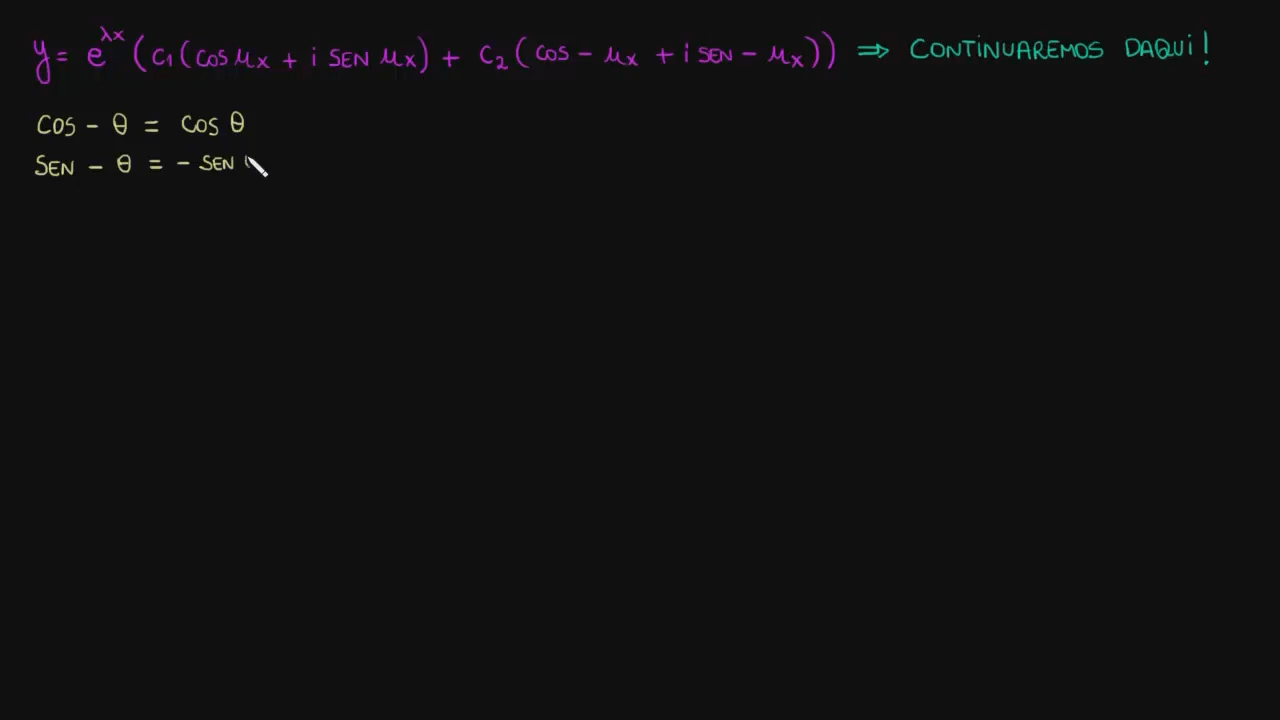 y = e^λx (c₁(cos μx + i SEN μx) + c₂(cos − μx + i SEN − μx)) ⇒ CONTINUAREMOS DAQUI!
COS − θ = COS θ
SEN − θ = − SEN